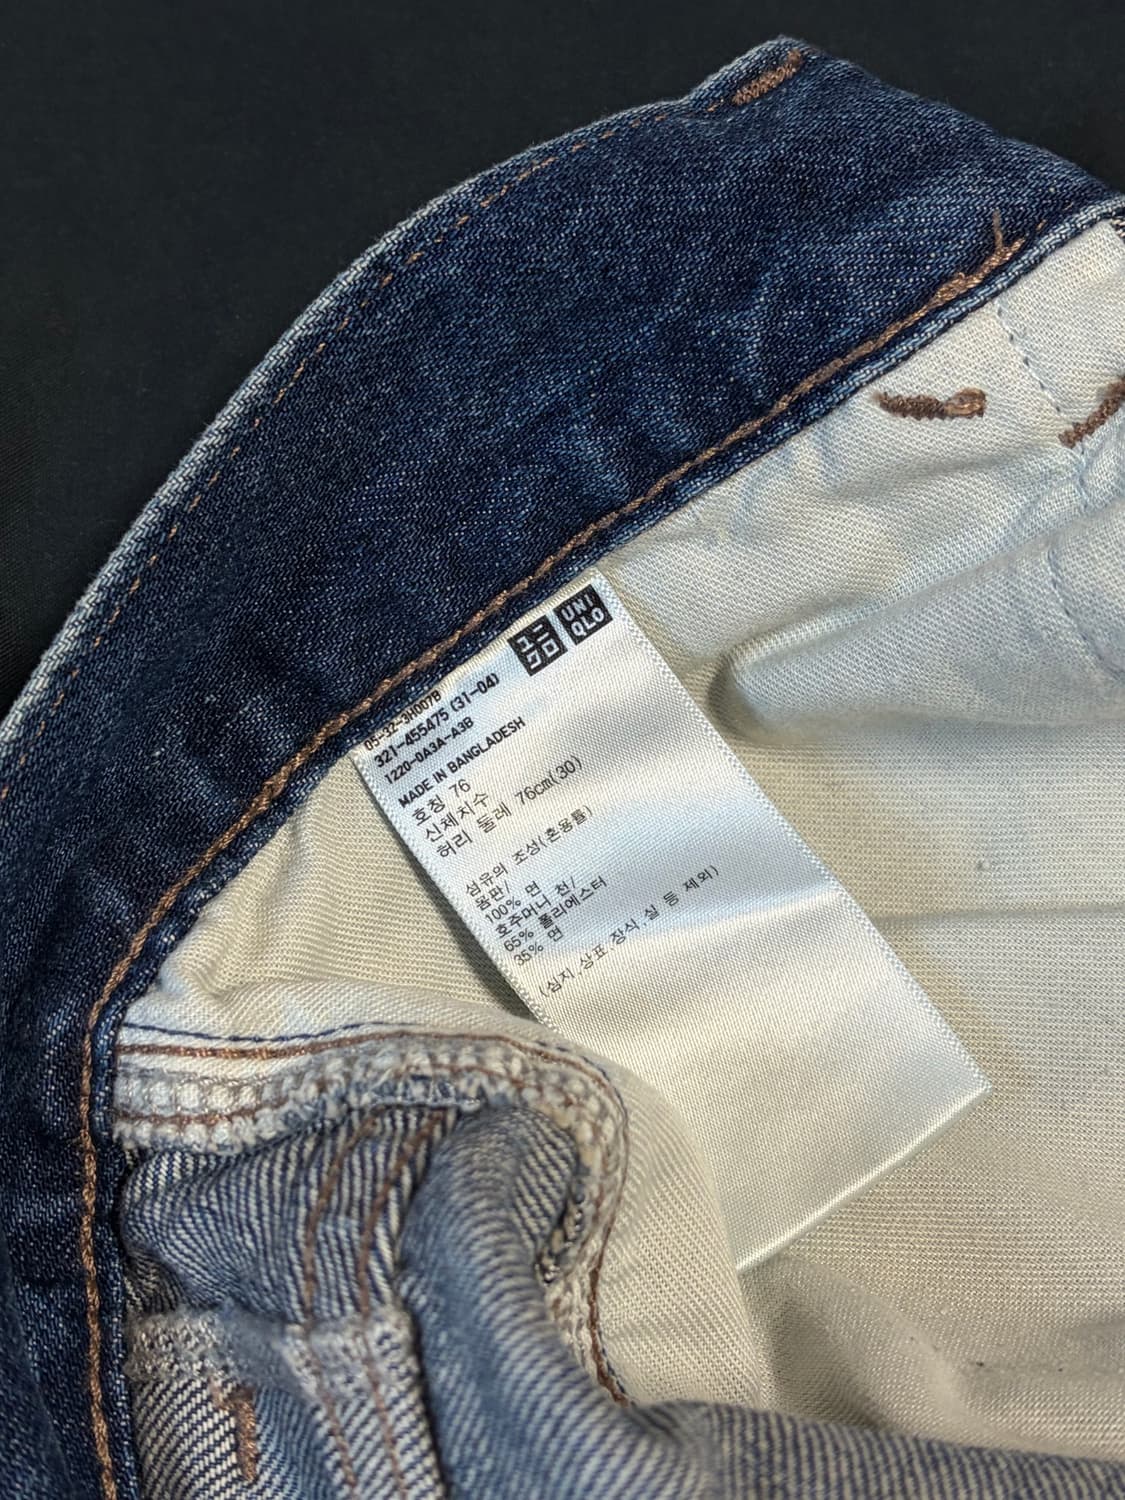 ユニ
クロ
UNI
QLO
05-32-3H007B
321-455475 (31-04)
1220-0A3A-A3B
MADE IN BANGLADESH
호칭 76
신체치수
허리 둘레 76cm(30)
섬유의 조성(혼용률)
몸판/
100% 면
호주머니 천/
65% 폴리에스터
35% 면
(심지,상표,장식,실 등 제외)